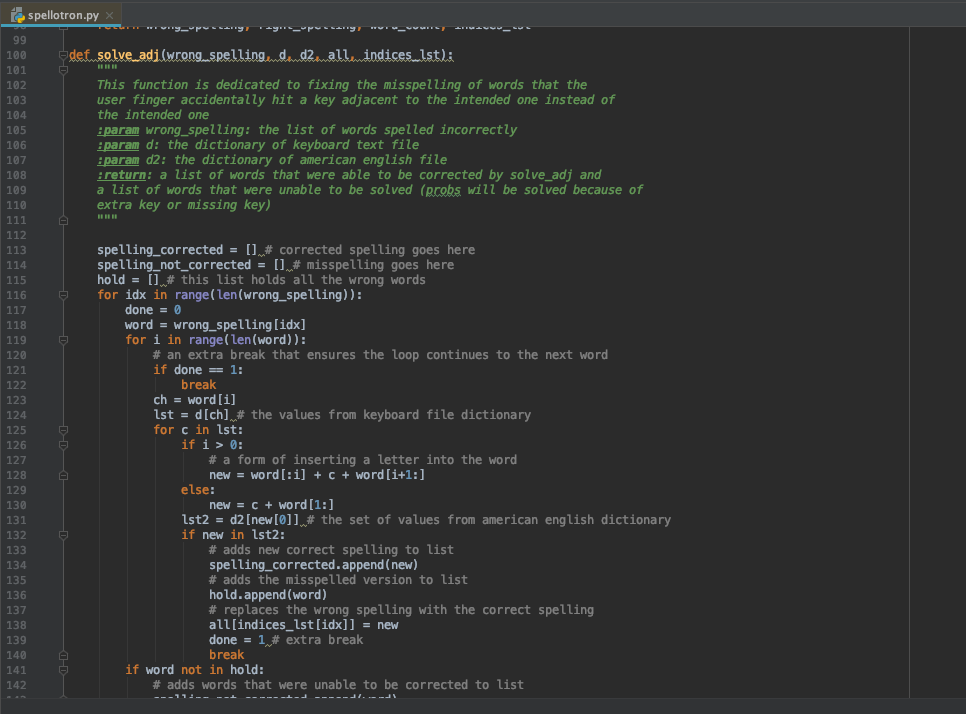 spellotron.py
return wrong_spelling, right_spelling, word_count, indices_lst
99
100 def solve_adj(wrong_spelling, d, d2, all, indices_lst):
101 """
102 This function is dedicated to fixing the misspelling of words that the
103 user finger accidentally hit a key adjacent to the intended one instead of
104 the intended one
105 :param wrong_spelling: the list of words spelled incorrectly
106 :param d: the dictionary of keyboard text file
107 :param d2: the dictionary of american english file
108 :return: a list of words that were able to be corrected by solve_adj and
109 a list of words that were unable to be solved (probs will be solved because of
110 extra key or missing key)
111 """
112
113 spelling_corrected = [] # corrected spelling goes here
114 spelling_not_corrected = [] # misspelling goes here
115 hold = [] # this list holds all the wrong words
116 for idx in range(len(wrong_spelling)):
117 done = 0
118 word = wrong_spelling[idx]
119 for i in range(len(word)):
120 # an extra break that ensures the loop continues to the next word
121 if done == 1:
122 break
123 ch = word[i]
124 lst = d[ch] # the values from keyboard file dictionary
125 for c in lst:
126 if i > 0:
127 # a form of inserting a letter into the word
128 new = word[:i] + c + word[i+1:]
129 else:
130 new = c + word[1:]
131 lst2 = d2[new[0]] # the set of values from american english dictionary
132 if new in lst2:
133 # adds new correct spelling to list
134 spelling_corrected.append(new)
135 # adds the misspelled version to list
136 hold.append(word)
137 # replaces the wrong spelling with the correct spelling
138 all[indices_lst[idx]] = new
139 done = 1 # extra break
140 break
141 if word not in hold:
142 # adds words that were unable to be corrected to list
spelling_not_corrected.append(word)